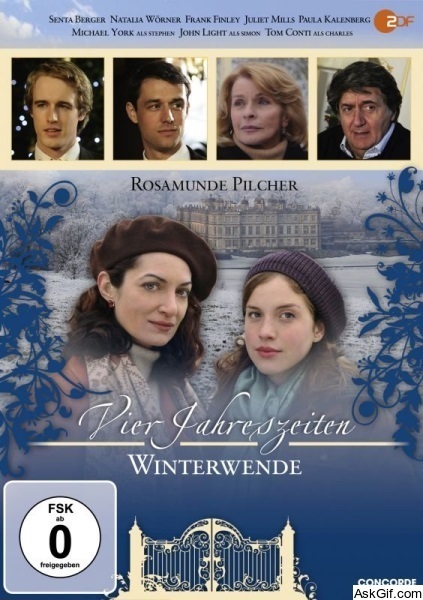 SENTA BERGER NATALIA WÖRNER FRANK FINLEY JULIET MILLS PAULA KALENBERG
MICHAEL YORK ALS STEPHEN JOHN LIGHT ALS SIMON TOM CONTI ALS CHARLES
ZDF
ROSAMUNDE PILCHER
Vier Jahreszeiten
WINTERWENDE
FSK
ab
0
freigegeben
CONCORDE
AskGif.com